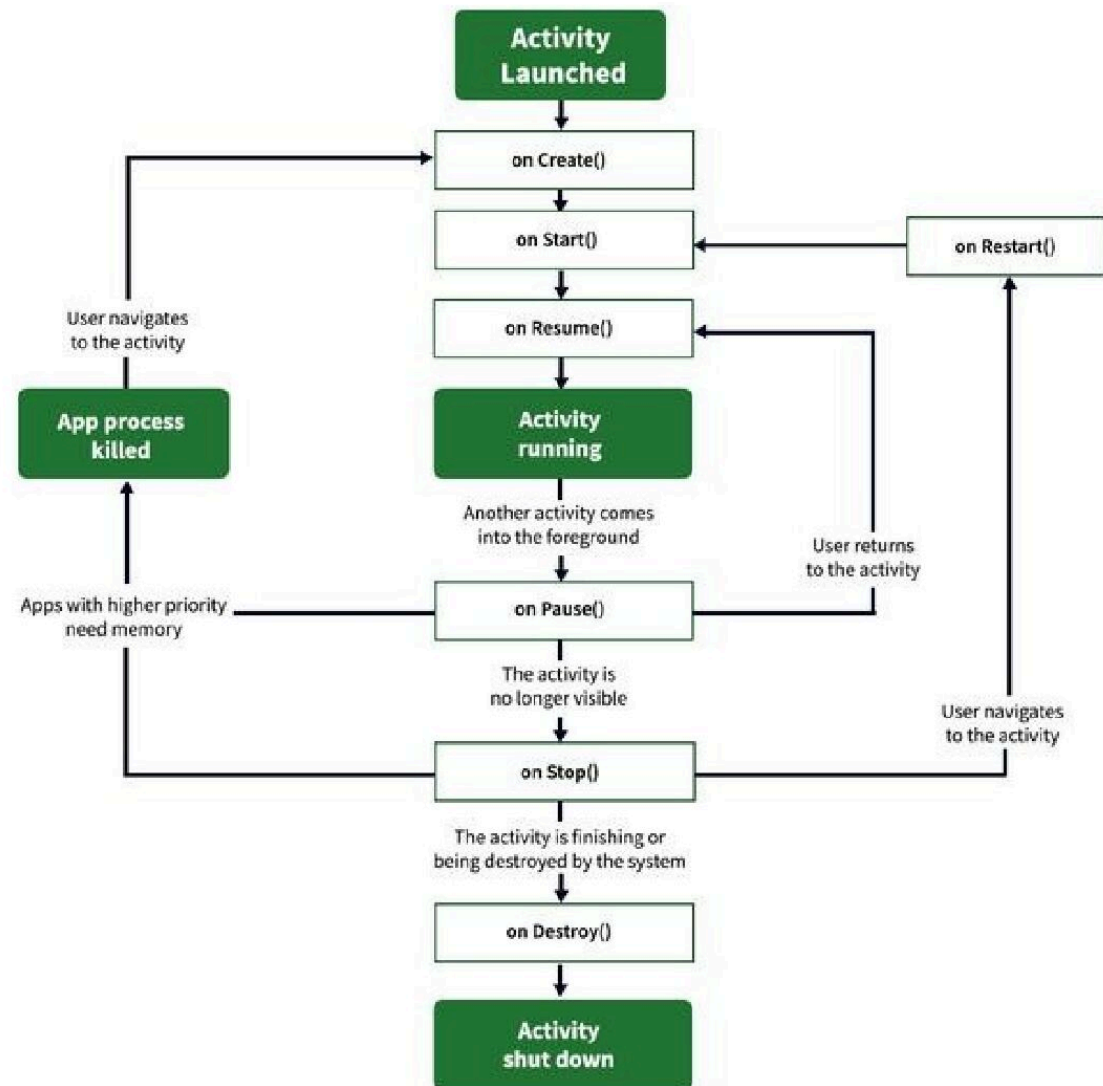 Activity
Launched
on Create()
on Start()
on Restart()
on Resume()
User navigates
to the activity
App process
killed
Activity
running
Another activity comes
into the foreground
User returns
to the activity
Apps with higher priority
need memory
on Pause()
The activity is
no longer visible
User navigates
to the activity
on Stop()
The activity is finishing or
being destroyed by the system
on Destroy()
Activity
shut down